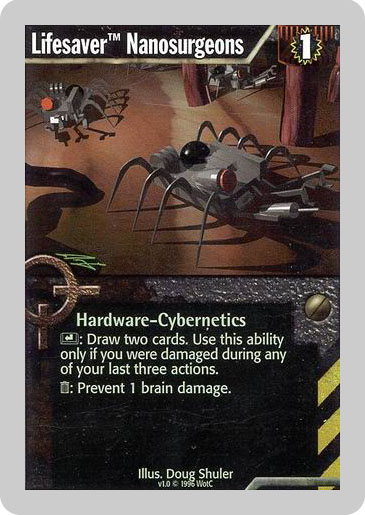 Lifesaver™ Nanosurgeons
1
Hardware-Cybernetics
: Draw two cards. Use this ability
only if you were damaged during any
of your last three actions.
: Prevent 1 brain damage.
Illus. Doug Shuler
v1.0 © 1996 WotC